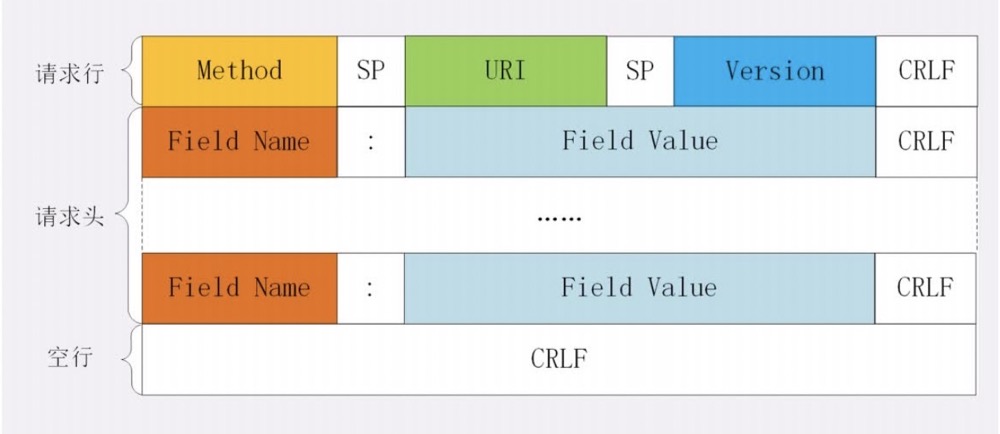 请求行 Method SP URI SP Version CRLF
Field Name : Field Value CRLF
请求头 ......
Field Name : Field Value CRLF
空行 CRLF